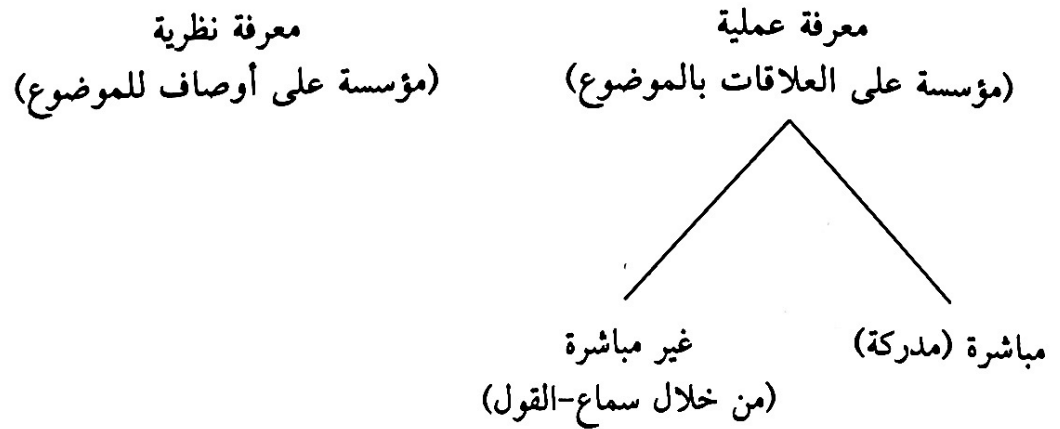 معرفة عملية
(مؤسسة على العلاقات بالموضوع)
معرفة نظرية
(مؤسسة على أوصاف للموضوع)
مباشرة (مدركة)
غير مباشرة
(من خلال سماع-القول)